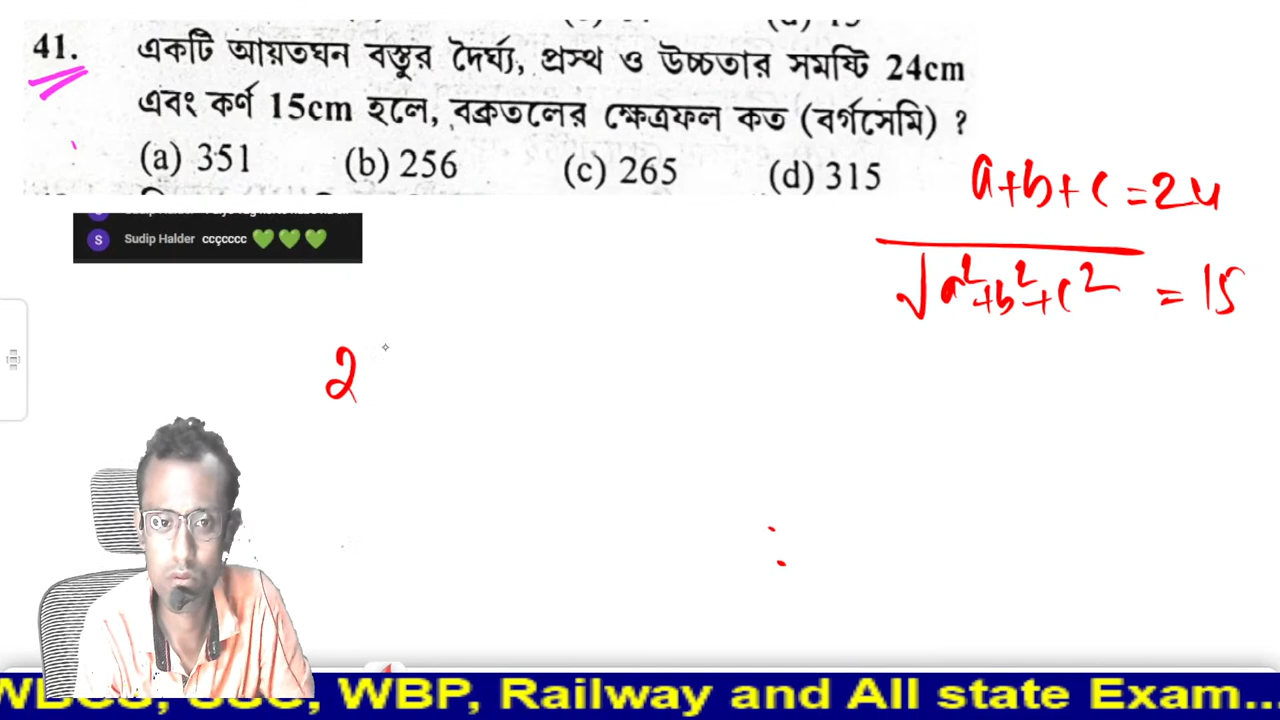 41. একটি আয়তঘন বস্তুর দৈর্ঘ্য, প্রস্থ ও উচ্চতার সমষ্টি 24cm
এবং কর্ণ 15cm হলে, বক্রতলের ক্ষেত্রফল কত (বর্গসেমি) ?
(a) 351 (b) 256 (c) 265 (d) 315
a+b+c=24
√a²+b²+c² = 15
S Sudip Halder ccçcccc 💚 💚 💚
2
WBP, Railway and All state Exam...